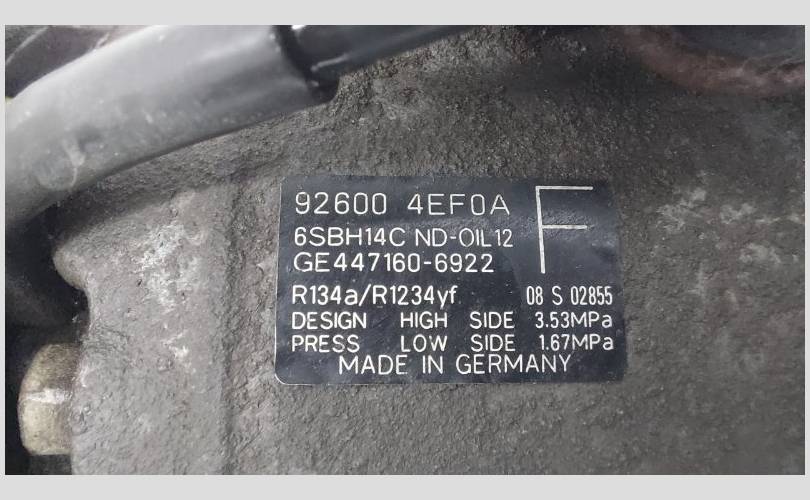 92600 4EF0A F
6SBH14C ND-OIL12
GE447160-6922
R134a/R1234yf 08 S 02855
DESIGN HIGH SIDE 3.53MPa
PRESS LOW SIDE 1.67MPa
MADE IN GERMANY